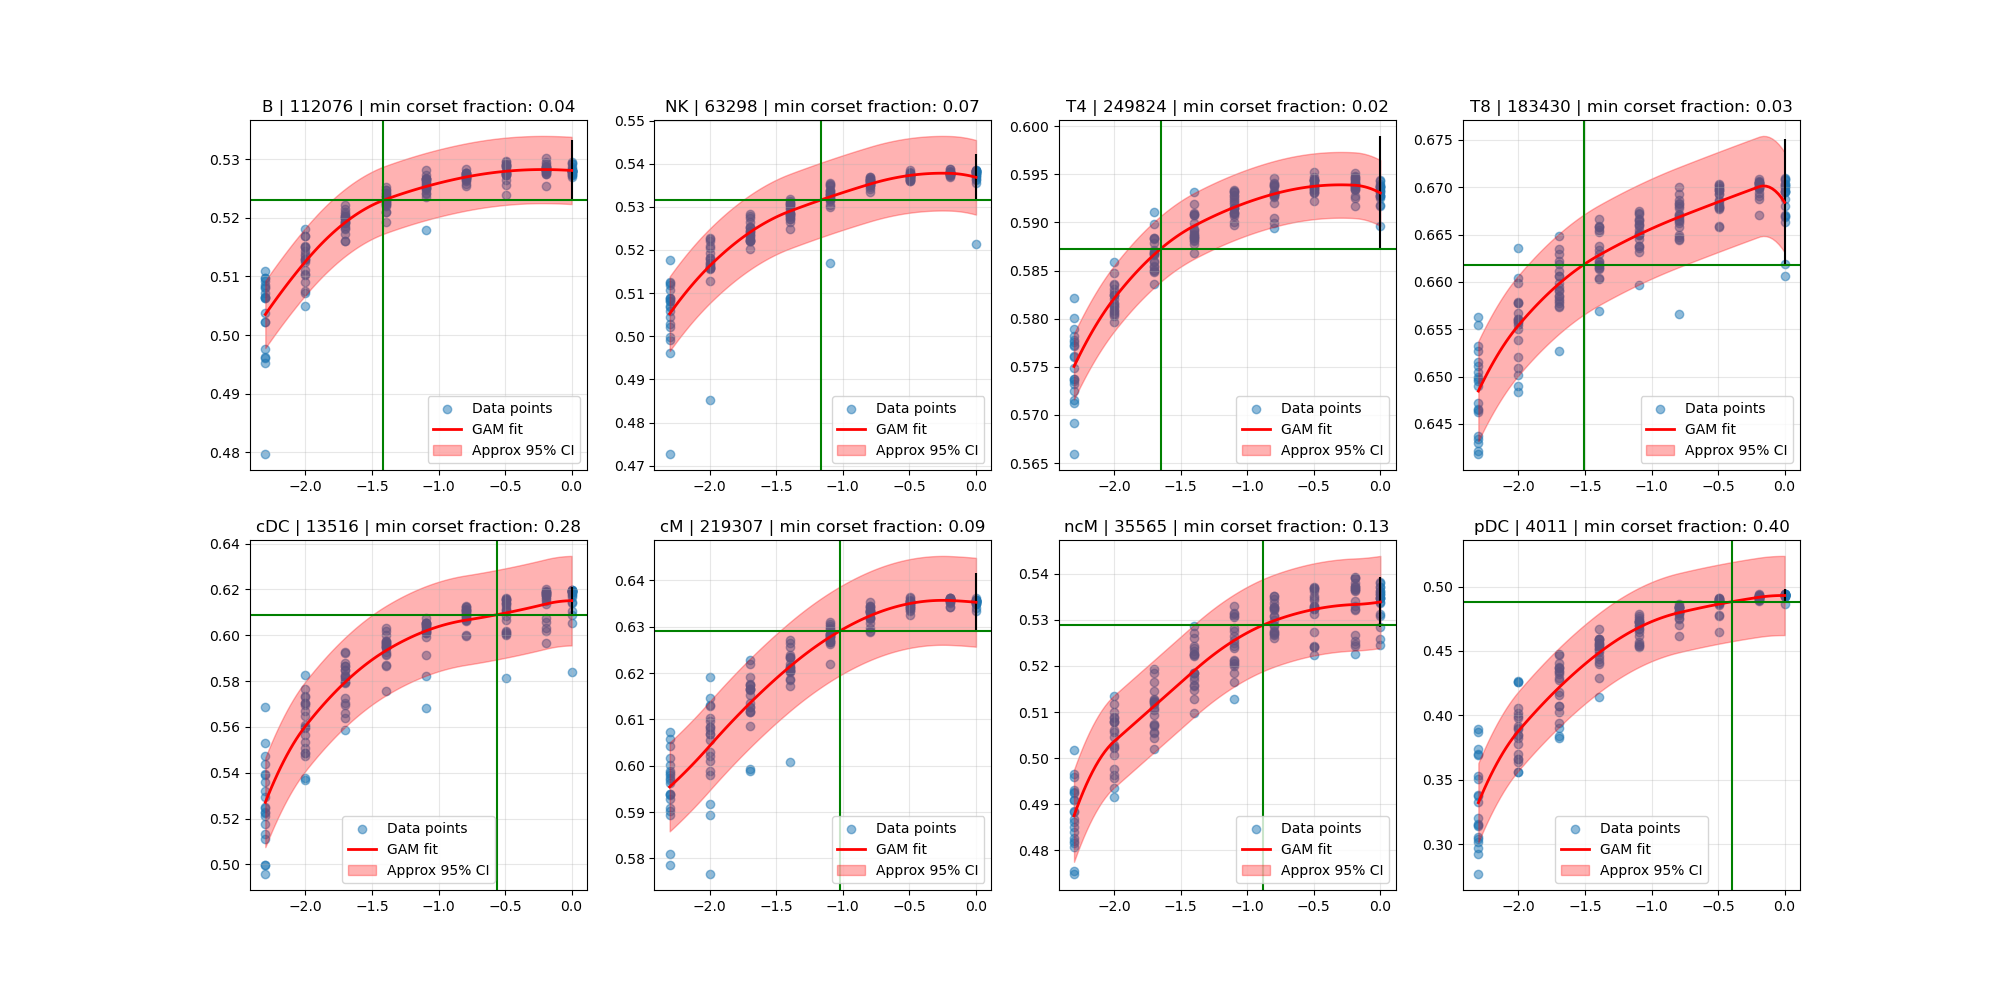 B | 112076 | min corset fraction: 0.04
0.53
0.52
0.51
0.50
0.49
0.48
−2.0 −1.5 −1.0 −0.5 0.0
Data points
GAM fit
Approx 95% CI
NK | 63298 | min corset fraction: 0.07
0.55
0.54
0.53
0.52
0.51
0.50
0.49
0.48
0.47
−2.0 −1.5 −1.0 −0.5 0.0
Data points
GAM fit
Approx 95% CI
T4 | 249824 | min corset fraction: 0.02
0.600
0.595
0.590
0.585
0.580
0.575
0.570
0.565
−2.0 −1.5 −1.0 −0.5 0.0
Data points
GAM fit
Approx 95% CI
T8 | 183430 | min corset fraction: 0.03
0.675
0.670
0.665
0.660
0.655
0.650
0.645
−2.0 −1.5 −1.0 −0.5 0.0
Data points
GAM fit
Approx 95% CI
cDC | 13516 | min corset fraction: 0.28
0.64
0.62
0.60
0.58
0.56
0.54
0.52
0.50
−2.0 −1.5 −1.0 −0.5 0.0
Data points
GAM fit
Approx 95% CI
cM | 219307 | min corset fraction: 0.09
0.64
0.63
0.62
0.61
0.60
0.59
0.58
−2.0 −1.5 −1.0 −0.5 0.0
Data points
GAM fit
Approx 95% CI
ncM | 35565 | min corset fraction: 0.13
0.54
0.53
0.52
0.51
0.50
0.49
0.48
−2.0 −1.5 −1.0 −0.5 0.0
Data points
GAM fit
Approx 95% CI
pDC | 4011 | min corset fraction: 0.40
0.50
0.45
0.40
0.35
0.30
−2.0 −1.5 −1.0 −0.5 0.0
Data points
GAM fit
Approx 95% CI